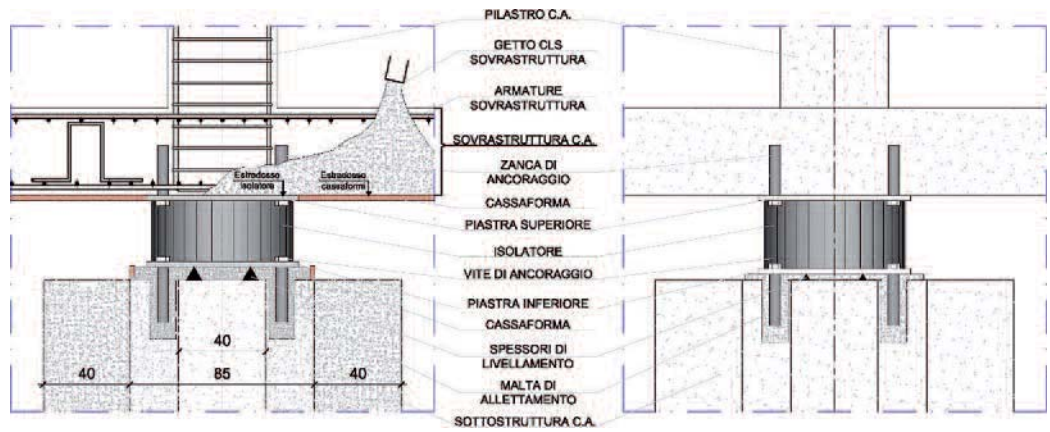 PILASTRO C.A.
GETTO CLS
SOVRASTRUTTURA
ARMATURE
SOVRASTRUTTURA
SOVRASTRUTTURA C.A.
ZANCA DI
ANCORAGGIO
Estradosso
isolatore
Estradosso
cassaformi
CASSAFORMA
PIASTRA SUPERIORE
ISOLATORE
VITE DI ANCORAGGIO
PIASTRA INFERIORE
CASSAFORMA
SPESSORI DI
LIVELLAMENTO
MALTA DI
ALLETTAMENTO
SOTTOSTRUTTURA C.A.
40
40
85
40